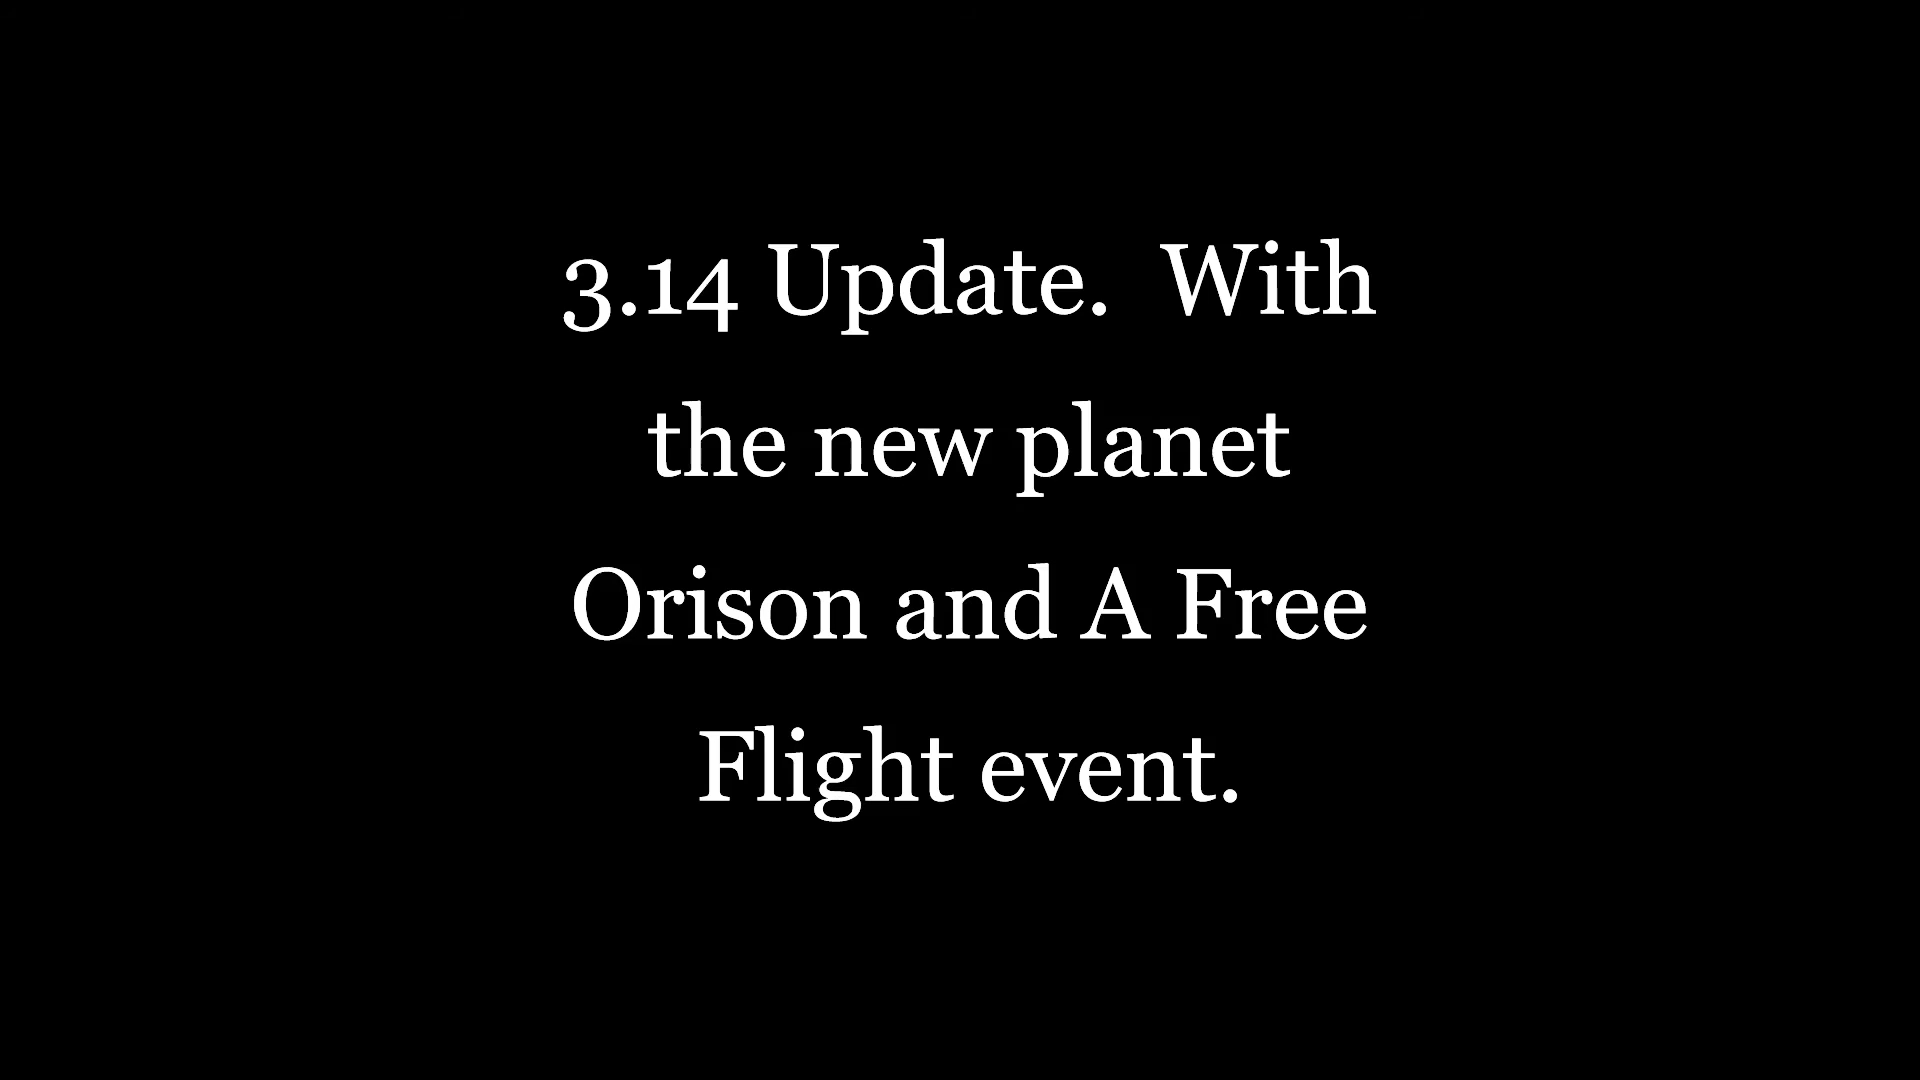 3.14 Update.  With
the new planet
Orison and A Free
Flight event.